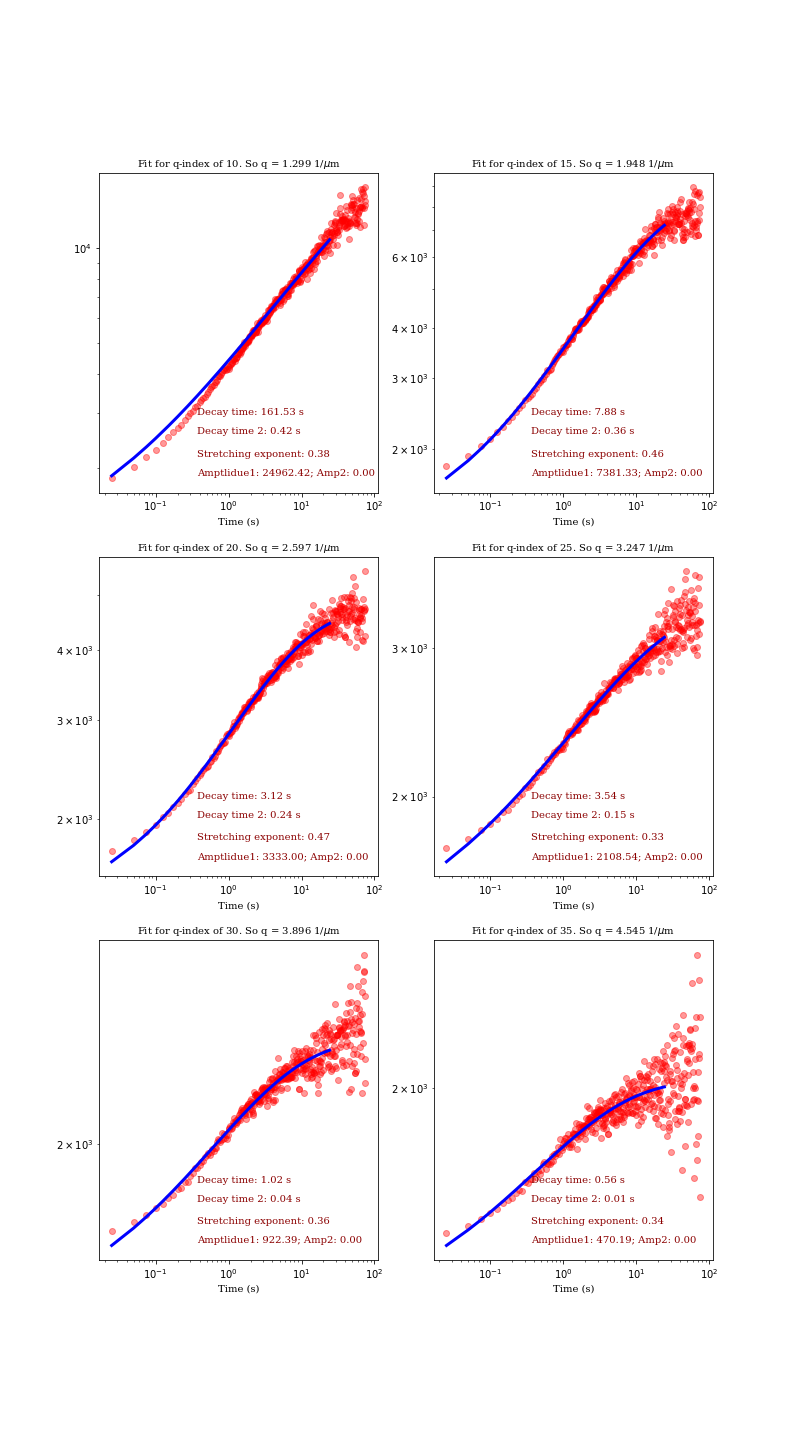 Fit for q-index of 10. So q = 1.299 1/μm
10⁴
Decay time: 161.53 s
Decay time 2: 0.42 s
Stretching exponent: 0.38
Amptlidue1: 24962.42; Amp2: 0.00
10⁻¹ 10⁰ 10¹ 10²
Time (s)
Fit for q-index of 15. So q = 1.948 1/μm
6 × 10³
4 × 10³
3 × 10³
2 × 10³
Decay time: 7.88 s
Decay time 2: 0.36 s
Stretching exponent: 0.46
Amptlidue1: 7381.33; Amp2: 0.00
10⁻¹ 10⁰ 10¹ 10²
Time (s)
Fit for q-index of 20. So q = 2.597 1/μm
4 × 10³
3 × 10³
2 × 10³
Decay time: 3.12 s
Decay time 2: 0.24 s
Stretching exponent: 0.47
Amptlidue1: 3333.00; Amp2: 0.00
10⁻¹ 10⁰ 10¹ 10²
Time (s)
Fit for q-index of 25. So q = 3.247 1/μm
3 × 10³
2 × 10³
Decay time: 3.54 s
Decay time 2: 0.15 s
Stretching exponent: 0.33
Amptlidue1: 2108.54; Amp2: 0.00
10⁻¹ 10⁰ 10¹ 10²
Time (s)
Fit for q-index of 30. So q = 3.896 1/μm
2 × 10³
Decay time: 1.02 s
Decay time 2: 0.04 s
Stretching exponent: 0.36
Amptlidue1: 922.39; Amp2: 0.00
10⁻¹ 10⁰ 10¹ 10²
Time (s)
Fit for q-index of 35. So q = 4.545 1/μm
2 × 10³
Decay time: 0.56 s
Decay time 2: 0.01 s
Stretching exponent: 0.34
Amptlidue1: 470.19; Amp2: 0.00
10⁻¹ 10⁰ 10¹ 10²
Time (s)